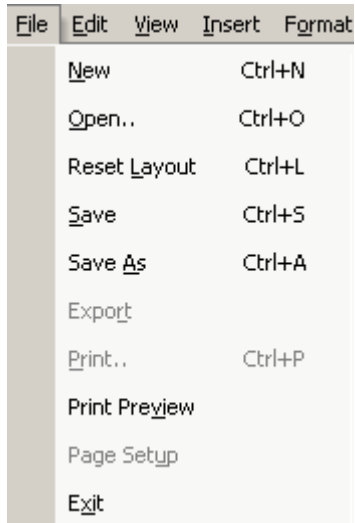 File Edit View Insert Format
New Ctrl+N
Open.. Ctrl+O
Reset Layout Ctrl+L
Save Ctrl+S
Save As Ctrl+A
Export
Print.. Ctrl+P
Print Preview
Page Setup
Exit